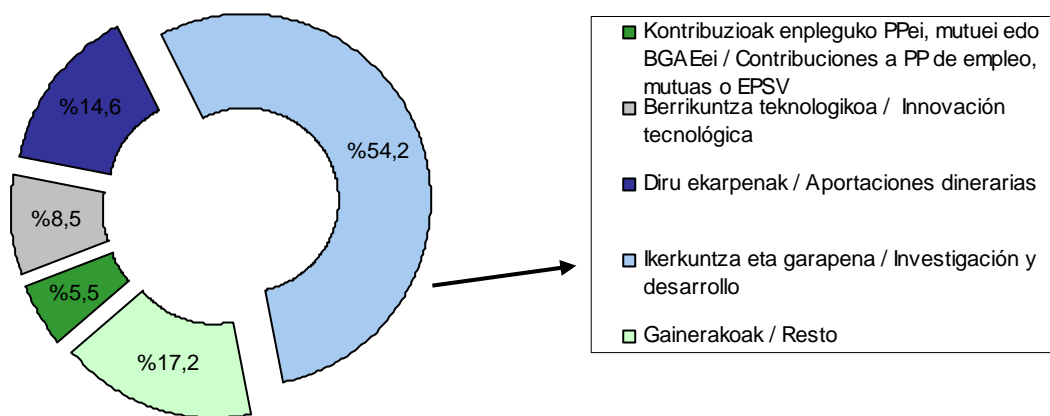 %14,6
%54,2
%8,5
%5,5
%17,2
Kontribuzioak enpleguko PPei, mutuei edo
BGAEei / Contribuciones a PP de empleo,
mutuas o EPSV
Berrikuntza teknologikoa / Innovación
tecnológica
Diru ekarpenak / Aportaciones dinerarias
Ikerkuntza eta garapena / Investigación y
desarrollo
Gainerakoak / Resto